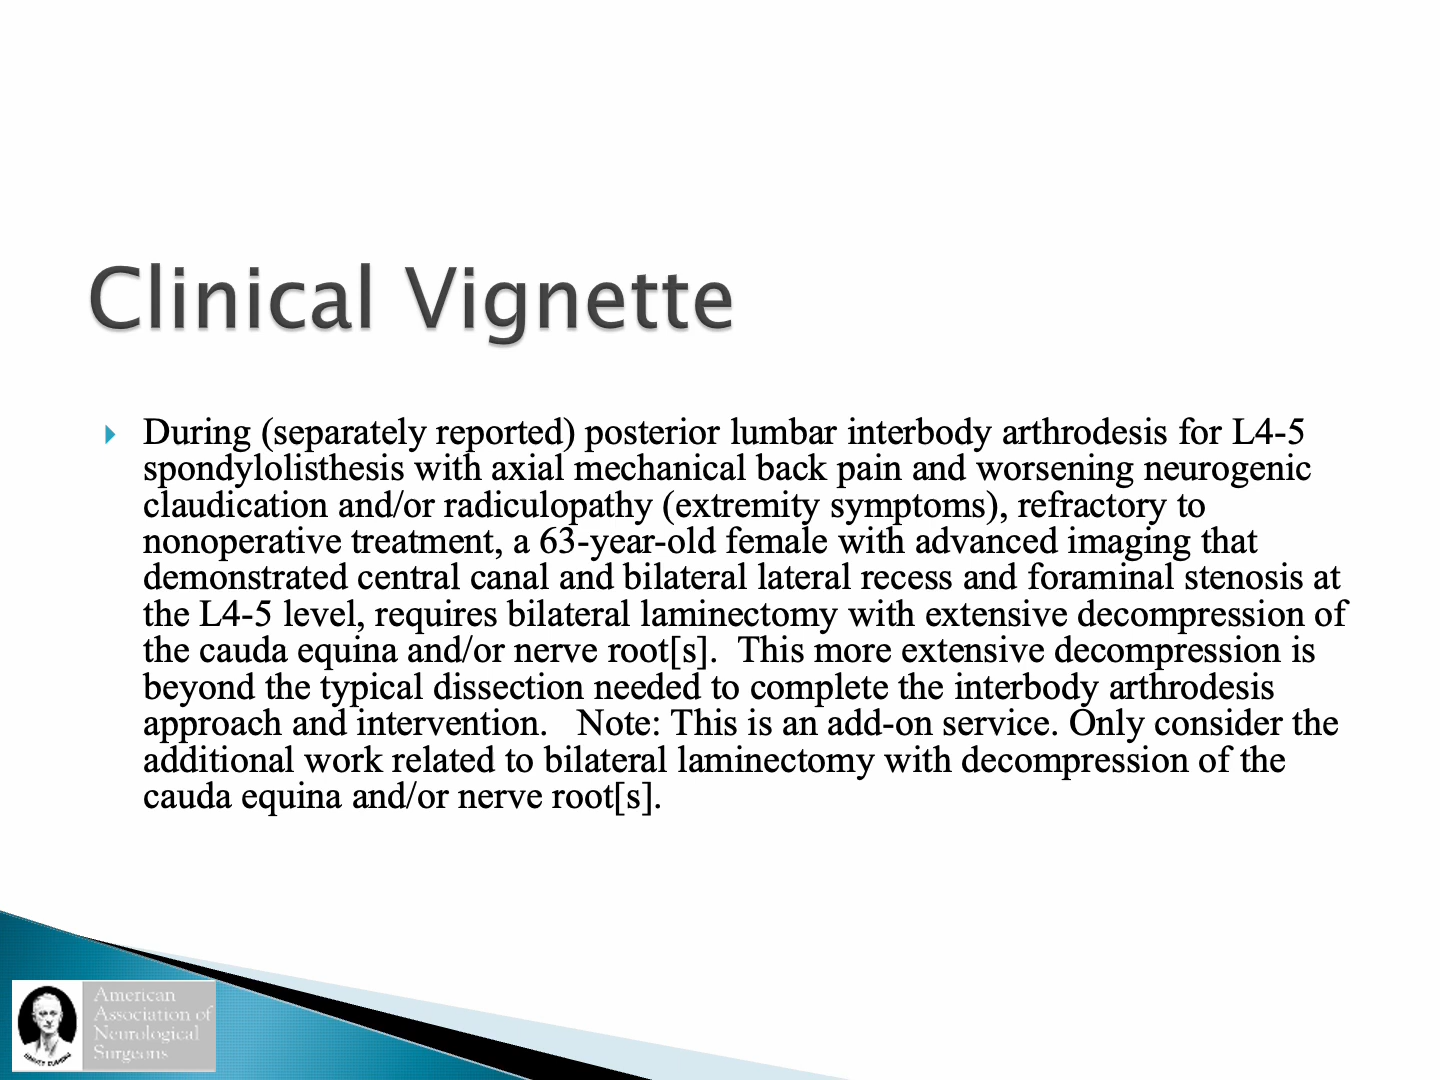 Clinical Vignette
During (separately reported) posterior lumbar interbody arthrodesis for L4-5
spondylolisthesis with axial mechanical back pain and worsening neurogenic
claudication and/or radiculopathy (extremity symptoms), refractory to
nonoperative treatment, a 63-year-old female with advanced imaging that
demonstrated central canal and bilateral lateral recess and foraminal stenosis at
the L4-5 level, requires bilateral laminectomy with extensive decompression of
the cauda equina and/or nerve root[s].  This more extensive decompression is
beyond the typical dissection needed to complete the interbody arthrodesis
approach and intervention.   Note: This is an add-on service. Only consider the
additional work related to bilateral laminectomy with decompression of the
cauda equina and/or nerve root[s].
American
Association of
Neurological
Surgeons